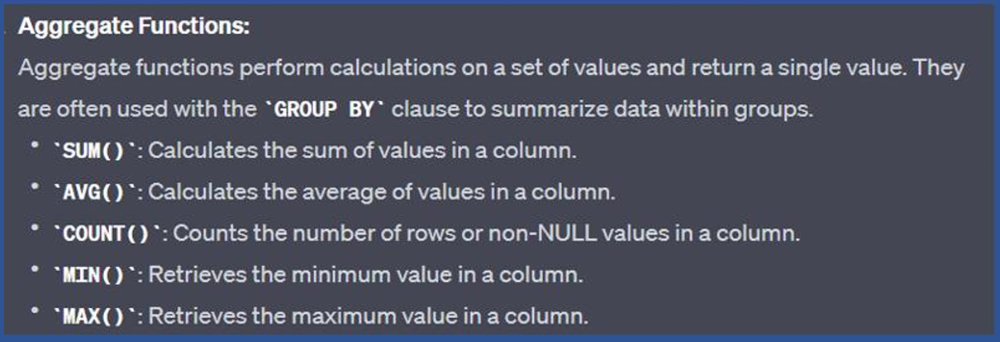 Aggregate Functions:
Aggregate functions perform calculations on a set of values and return a single value. They
are often used with the `GROUP BY` clause to summarize data within groups.
• `SUM()`: Calculates the sum of values in a column.
• `AVG()`: Calculates the average of values in a column.
• `COUNT()`: Counts the number of rows or non-NULL values in a column.
• `MIN()`: Retrieves the minimum value in a column.
• `MAX()`: Retrieves the maximum value in a column.